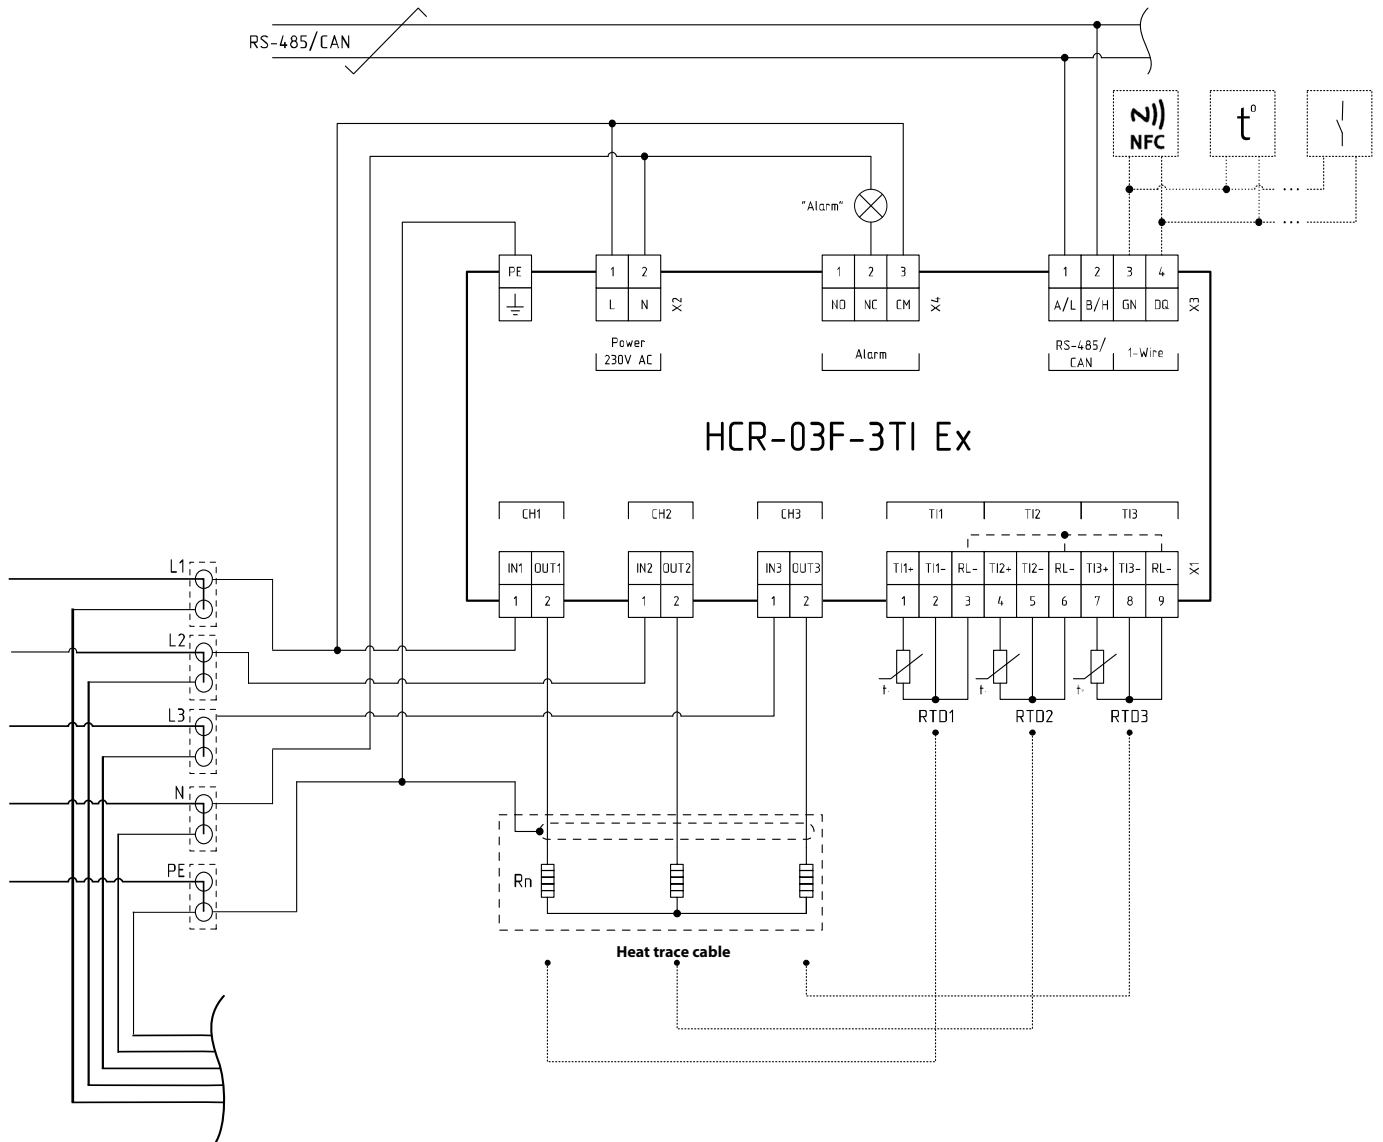 RS-485/CAN
NFC
t°
"Alarm"
PE
1 2
L N
X2
Power
230V AC
1 2 3
NO NC CM
X4
Alarm
1 2 3 4
A/L B/H GN DQ
X3
RS-485/
CAN
1-Wire
HCR-03F-3TI Ex
CH1
CH2
CH3
TI1
TI2
TI3
IN1 OUT1
1 2
IN2 OUT2
1 2
IN3 OUT3
1 2
TI1+ TI1- RL- TI2+ TI2- RL- TI3+ TI3- RL-
1 2 3 4 5 6 7 8 9
X1
L1
L2
L3
N
PE
t
t
t
RTD1
RTD2
RTD3
Rn
Heat trace cable